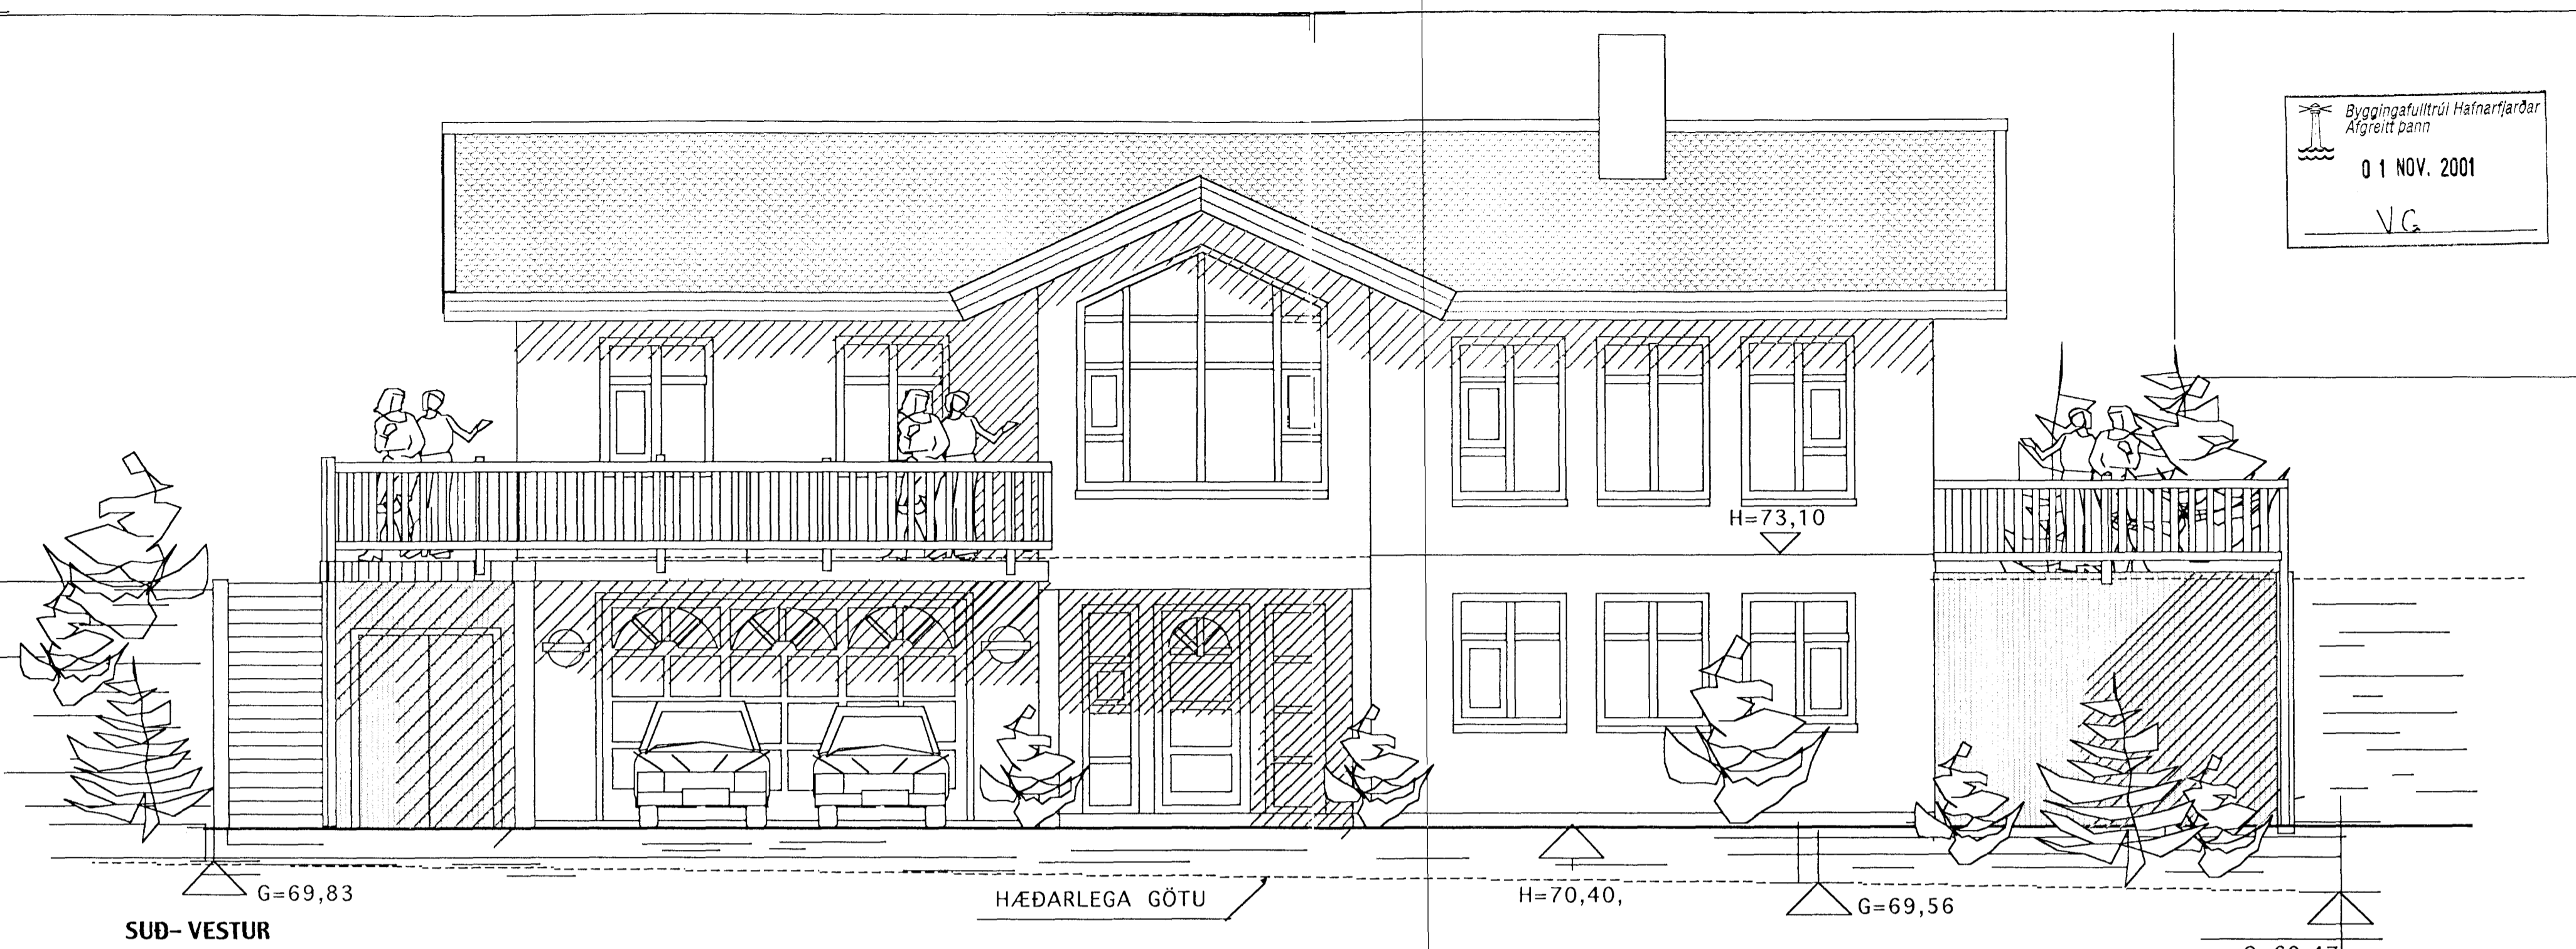 Byggingafulltrúi Hafnarfjarðar
Afgreitt þann
01 NOV. 2001
VG
H=73,10
G=69,83
HÆÐARLEGA GÖTU
H=70,40,
G=69,56
SUÐ-VESTUR